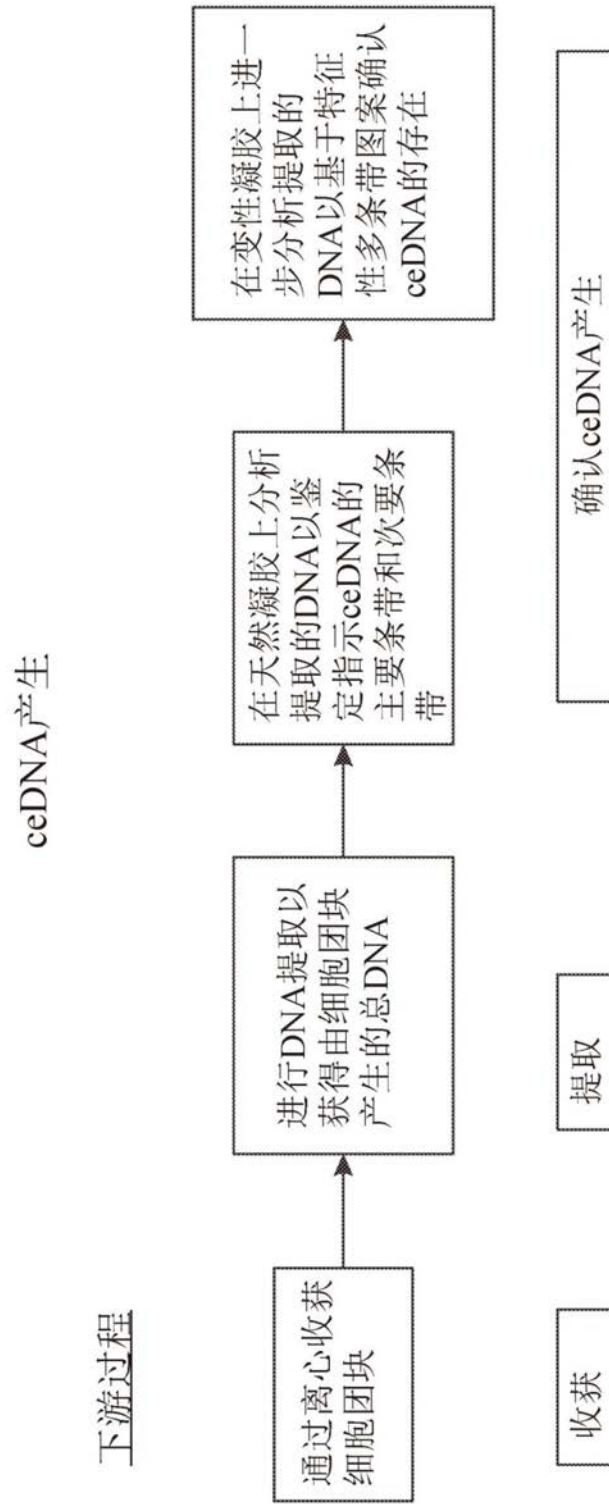 ceDNA产生
下游过程
通过离心收获
细胞团块
进行DNA提取以
获得由细胞团块
产生的总DNA
在天然凝胶上分析
提取的DNA以鉴
定指示ceDNA的
主要条带和次要条
带
在变性凝胶上进一
步分析提取的
DNA以基于特征
性多条带图案确认
ceDNA的存在
收获
提取
确认ceDNA产生